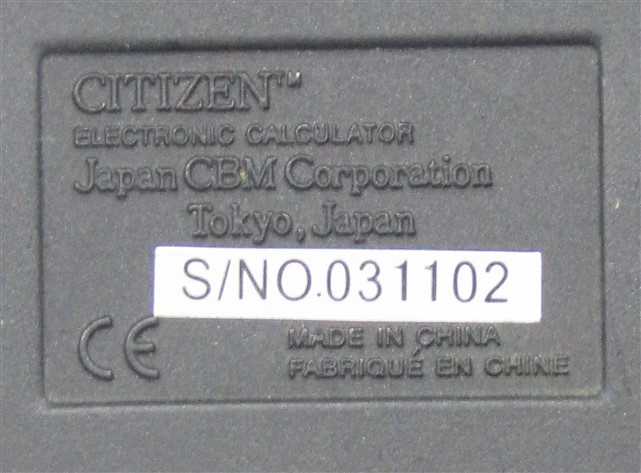 CITIZEN™
ELECTRONIC CALCULATOR
Japan CBM Corporation
Tokyo, Japan
S/NO.031102
CE
MADE IN CHINA
FABRIQUÉ EN CHINE